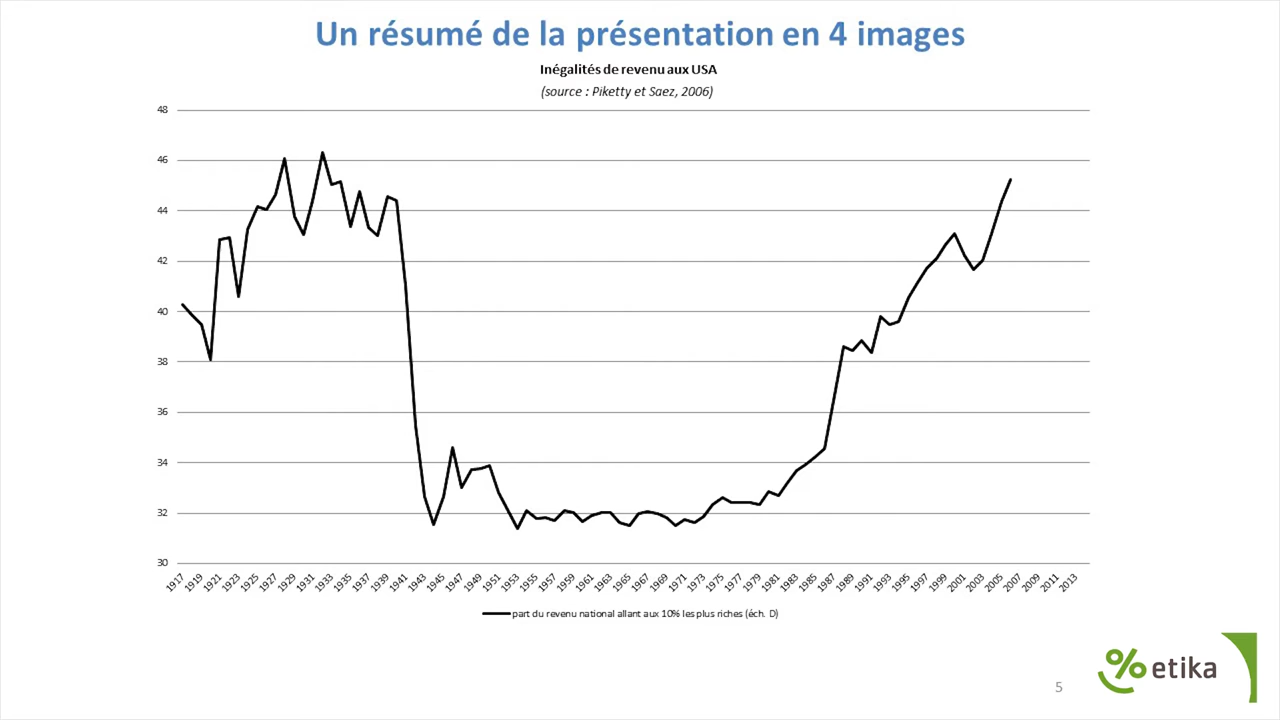 Un résumé de la présentation en 4 images
Inégalités de revenu aux USA
(source : Piketty et Saez, 2006)
48
46
44
42
40
38
36
34
32
30
1917 1919 1921 1923 1925 1927 1929 1931 1933 1935 1937 1939 1941 1943 1945 1947 1949 1951 1953 1955 1957 1959 1961 1963 1965 1967 1969 1971 1973 1975 1977 1979 1981 1983 1985 1987 1989 1991 1993 1995 1997 1999 2001 2003 2005 2007 2009 2011 2013
part du revenu national allant aux 10% les plus riches (éch. D)
% etika
5